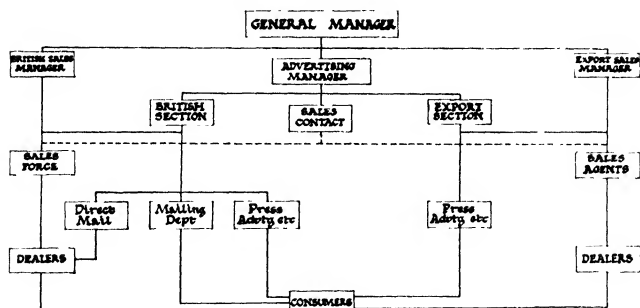 GENERAL MANAGER
BRITISH SALES
MANAGER
ADVERTISING
MANAGER
EXPORT SALES
MANAGER
BRITISH
SECTION
SALES
CONTACT
EXPORT
SECTION
SALES
FORCE
SALES
AGENTS
Direct
Mail
Mailing
Dept
Press
Advtg etc
Press
Advtg etc
DEALERS
DEALERS
CONSUMERS